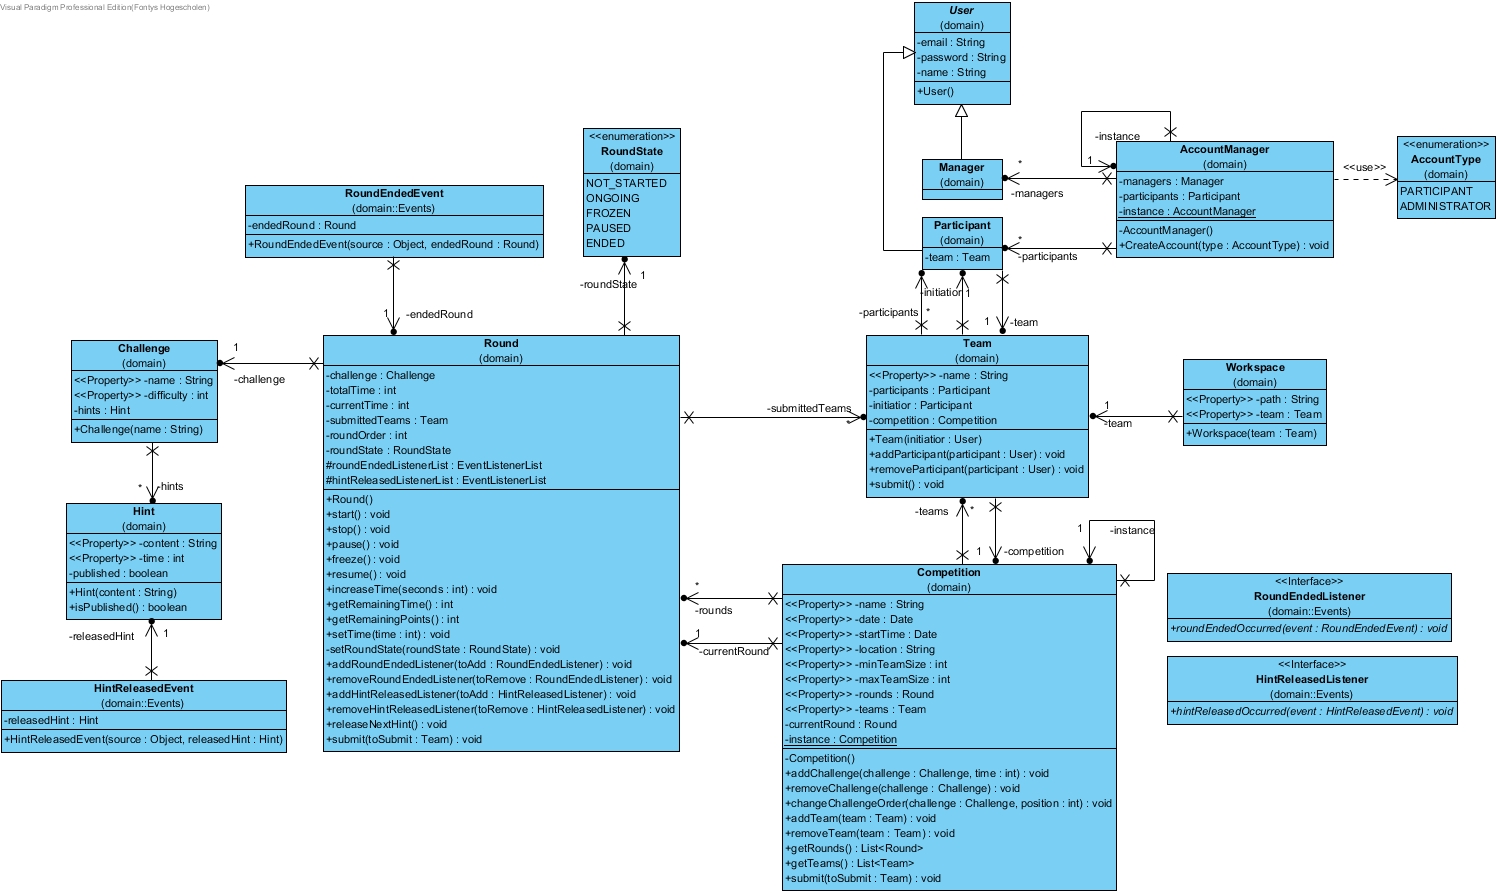 Visual Paradigm Professional Edition(Fontys Hogescholen)
User
(domain)
-email : String
-password : String
-name : String
+User()
<<enumeration>>
RoundState
(domain)
NOT_STARTED
ONGOING
FROZEN
PAUSED
ENDED
-instance
1
AccountManager
(domain)
-managers : Manager
-participants : Participant
-instance : AccountManager
-AccountManager()
+CreateAccount(type : AccountType) : void
<<use>>
<<enumeration>>
AccountType
(domain)
PARTICIPANT
ADMINISTRATOR
Manager
(domain)
*
-managers
Participant
(domain)
-team : Team
*
-participants
RoundEndedEvent
(domain::Events)
-endedRound : Round
+RoundEndedEvent(source : Object, endedRound : Round)
-roundState
1
1
-endedRound
-initiatior 1
-participants
*
1
-team
Challenge
(domain)
<<Property>> -name : String
<<Property>> -difficulty : int
-hints : Hint
+Challenge(name : String)
1
-challenge
Round
(domain)
-challenge : Challenge
-totalTime : int
-currentTime : int
-submittedTeams : Team
-roundOrder : int
-roundState : RoundState
#roundEndedListenerList : EventListenerList
#hintReleasedListenerList : EventListenerList
+Round()
+start() : void
+stop() : void
+pause() : void
+freeze() : void
+resume() : void
+increaseTime(seconds : int) : void
+getRemainingTime() : int
+getRemainingPoints() : int
+setTime(time : int) : void
-setRoundState(roundState : RoundState) : void
+addRoundEndedListener(toAdd : RoundEndedListener) : void
+removeRoundEndedListener(toRemove : RoundEndedListener) : void
+addHintReleasedListener(toAdd : HintReleasedListener) : void
+removeHintReleasedListener(toRemove : HintReleasedListener) : void
+releaseNextHint() : void
+submit(toSubmit : Team) : void
-submittedTeams
*
Team
(domain)
<<Property>> -name : String
-participants : Participant
-initiatior : Participant
-competition : Competition
+Team(initiatior : User)
+addParticipant(participant : User) : void
+removeParticipant(participant : User) : void
+submit() : void
1
-team
Workspace
(domain)
<<Property>> -path : String
<<Property>> -team : Team
+Workspace(team : Team)
*
-hints
Hint
(domain)
<<Property>> -content : String
<<Property>> -time : int
-published : boolean
+Hint(content : String)
+isPublished() : boolean
-releasedHint
1
HintReleasedEvent
(domain::Events)
-releasedHint : Hint
+HintReleasedEvent(source : Object, releasedHint : Hint)
-teams
*
1
-competition
1
-instance
*
-rounds
1
-currentRound
Competition
(domain)
<<Property>> -name : String
<<Property>> -date : Date
<<Property>> -startTime : Date
<<Property>> -location : String
<<Property>> -minTeamSize : int
<<Property>> -maxTeamSize : int
<<Property>> -rounds : Round
<<Property>> -teams : Team
-currentRound : Round
-instance : Competition
-Competition()
+addChallenge(challenge : Challenge, time : int) : void
+removeChallenge(challenge : Challenge) : void
+changeChallengeOrder(challenge : Challenge, position : int) : void
+addTeam(team : Team) : void
+removeTeam(team : Team) : void
+getRounds() : List<Round>
+getTeams() : List<Team>
+submit(toSubmit : Team) : void
<<Interface>>
RoundEndedListener
(domain::Events)
+roundEndedOccurred(event : RoundEndedEvent) : void
<<Interface>>
HintReleasedListener
(domain::Events)
+hintReleasedOccurred(event : HintReleasedEvent) : void